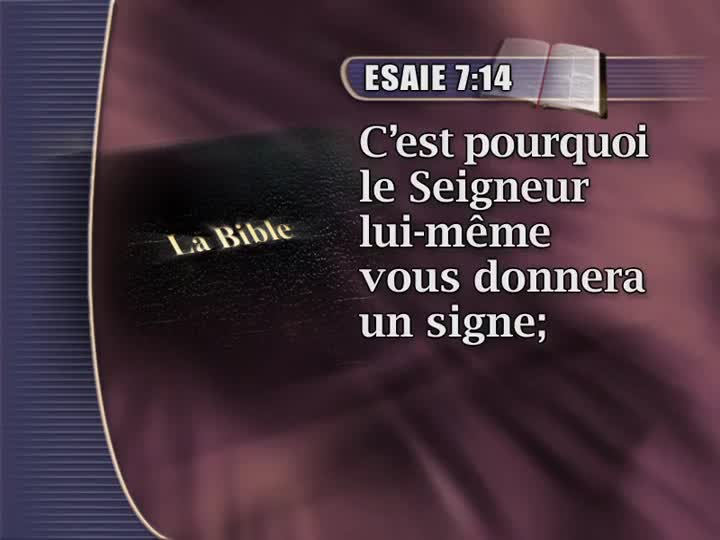 ESAIE 7:14
C'est pourquoi
le Seigneur
lui-même
vous donnera
un signe;
La Bible